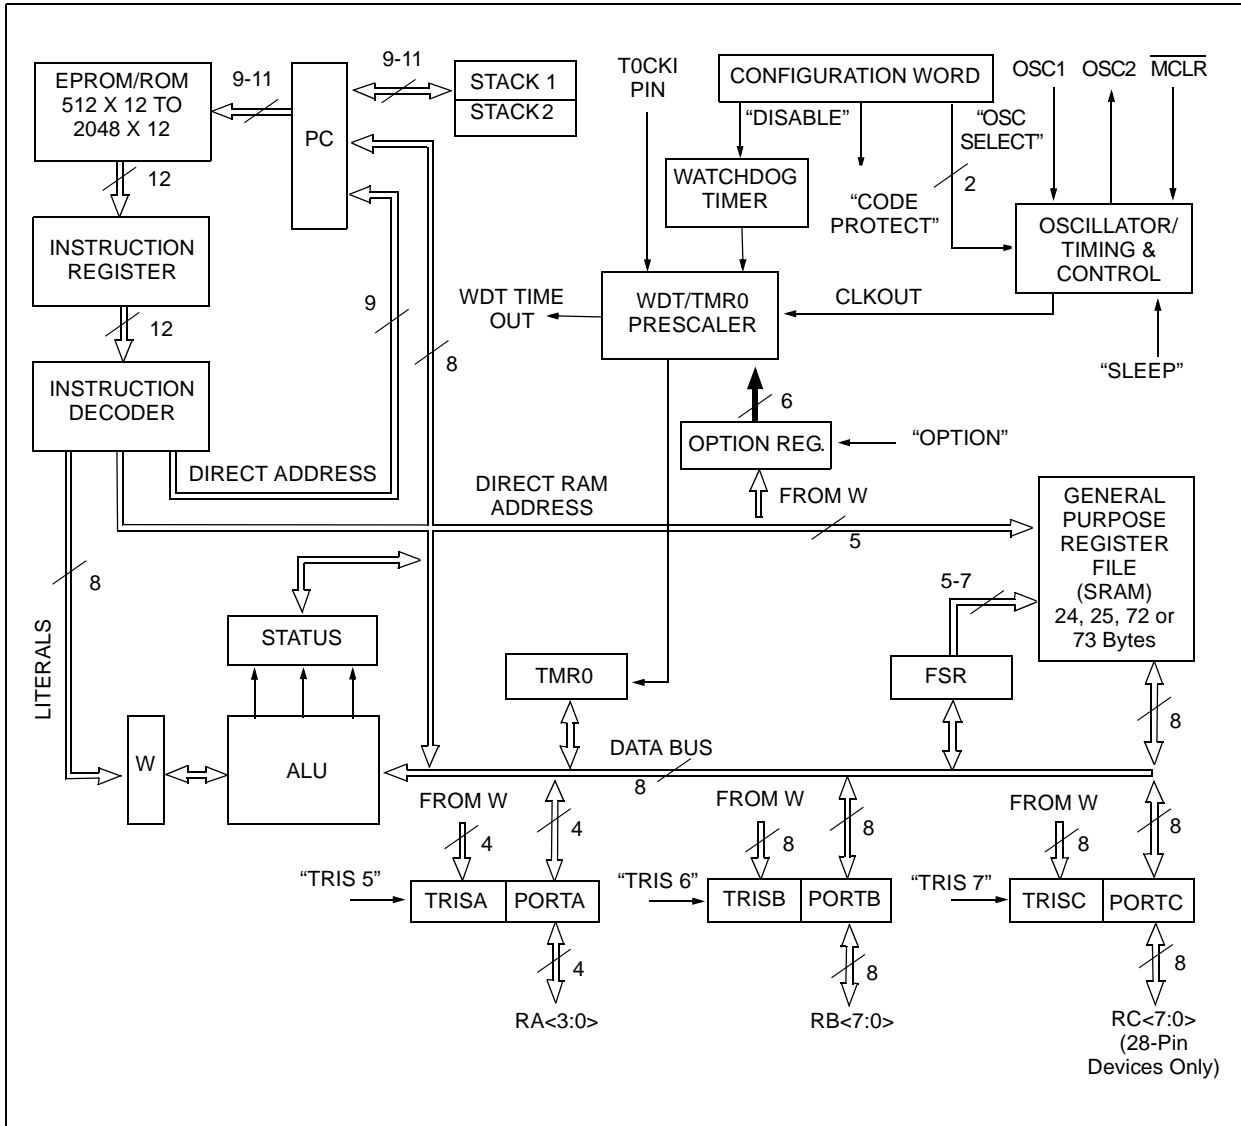 EPROM/ROM
512 X 12 TO
2048 X 12
9-11
PC
9-11
STACK 1
STACK 2
T0CKI
PIN
CONFIGURATION WORD
OSC1
OSC2
MCLR
“DISABLE”
“OSC
SELECT”
WATCHDOG
TIMER
“CODE
PROTECT”
2
12
INSTRUCTION
REGISTER
OSCILLATOR/
TIMING &
CONTROL
9
WDT TIME
OUT
WDT/TMR0
PRESCALER
CLKOUT
12
8
“SLEEP”
INSTRUCTION
DECODER
6
OPTION REG.
“OPTION”
DIRECT ADDRESS
DIRECT RAM
ADDRESS
FROM W
5
GENERAL
PURPOSE
REGISTER
FILE
(SRAM)
24, 25, 72 or
73 Bytes
8
5-7
LITERALS
STATUS
TMR0
FSR
8
W
ALU
DATA BUS
8
FROM W
4
4
FROM W
8
8
FROM W
8
8
“TRIS 5”
TRISA
PORTA
“TRIS 6”
TRISB
PORTB
“TRIS 7”
TRISC
PORTC
4
8
8
RA<3:0>
RB<7:0>
RC<7:0>
(28-Pin
Devices Only)